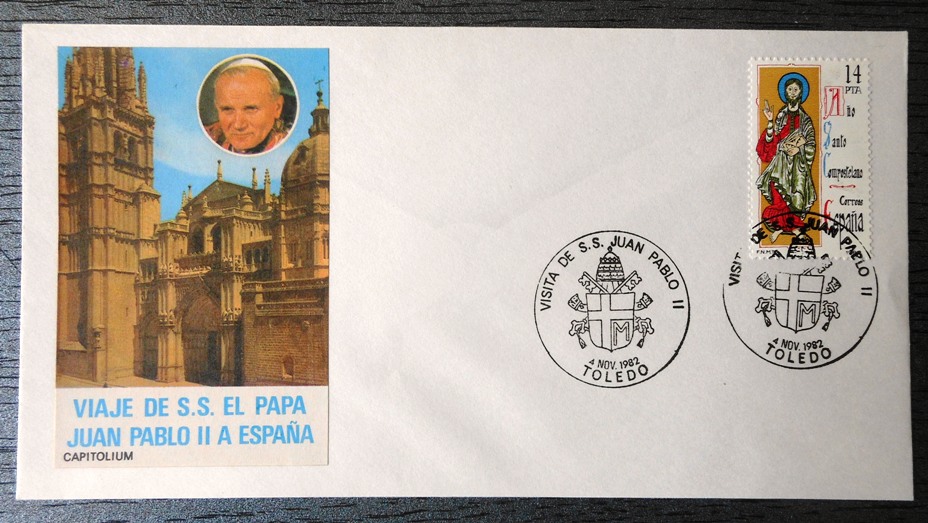 VIAJE DE S.S. EL PAPA
JUAN PABLO II A ESPAÑA
CAPITOLIUM
VISITA DE S.S. JUAN PABLO II
M
4 NOV. 1982
TOLEDO
14
PTA
Año
Santo
Compostelano
Correos
España
F.N.M.
VISITA DE S.S. JUAN PABLO II
M
4 NOV. 1982
TOLEDO